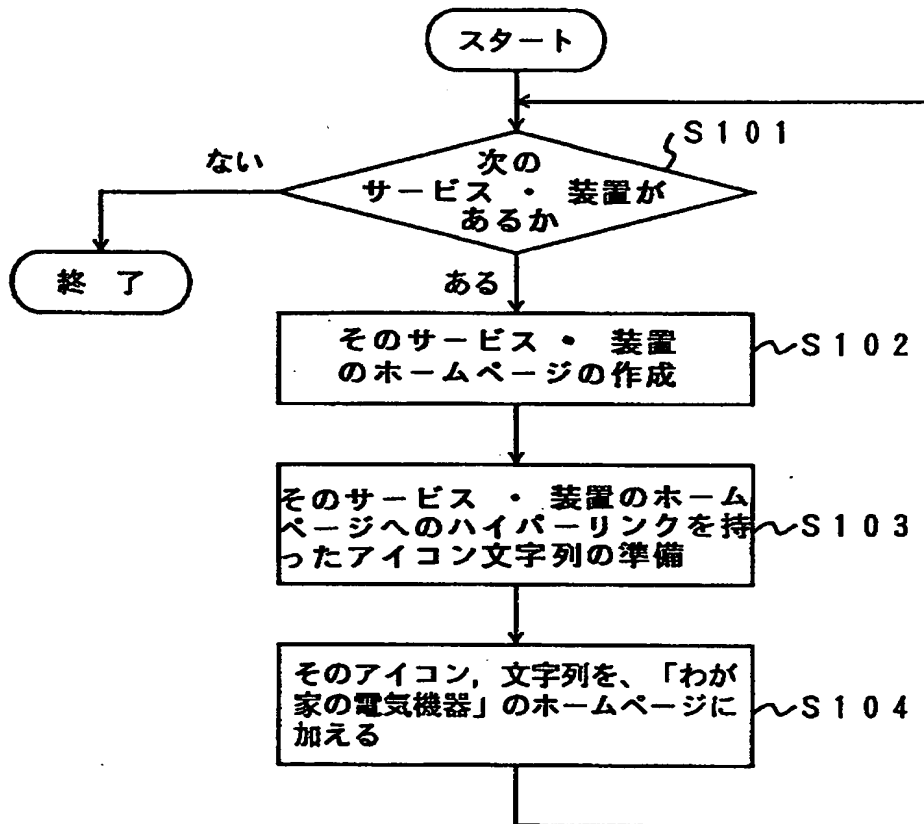 スタート
S101
ない
次の
サービス・装置が
あるか
終了
ある
そのサービス・装置
のホームページの作成
S102
そのサービス・装置のホーム
ページへのハイパーリンクを持
ったアイコン文字列の準備
S103
そのアイコン,文字列を、「わが
家の電気機器」のホームページに
加える
S104